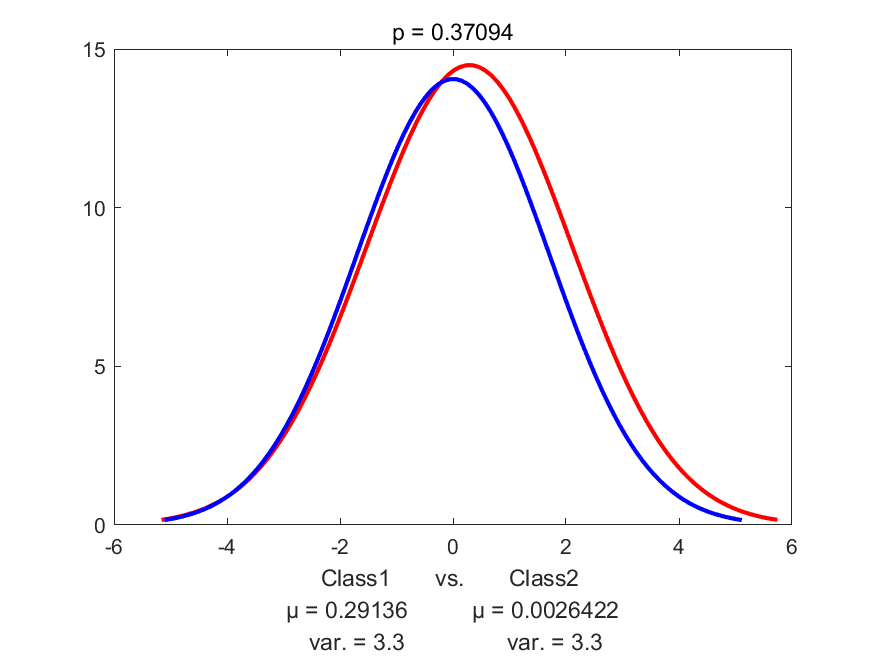 p = 0.37094
15
10
5
0
-6 -4 -2 0 2 4 6
Class1 vs. Class2
μ = 0.29136 μ = 0.0026422
var. = 3.3 var. = 3.3